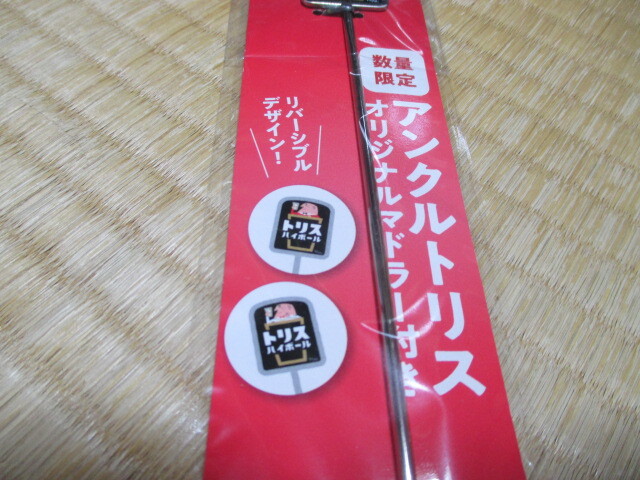 数量
限定
アンクルトリス
オリジナルマドラー付き
リバーシブル
デザイン!
トリス
ハイボール
トリス
ハイボール